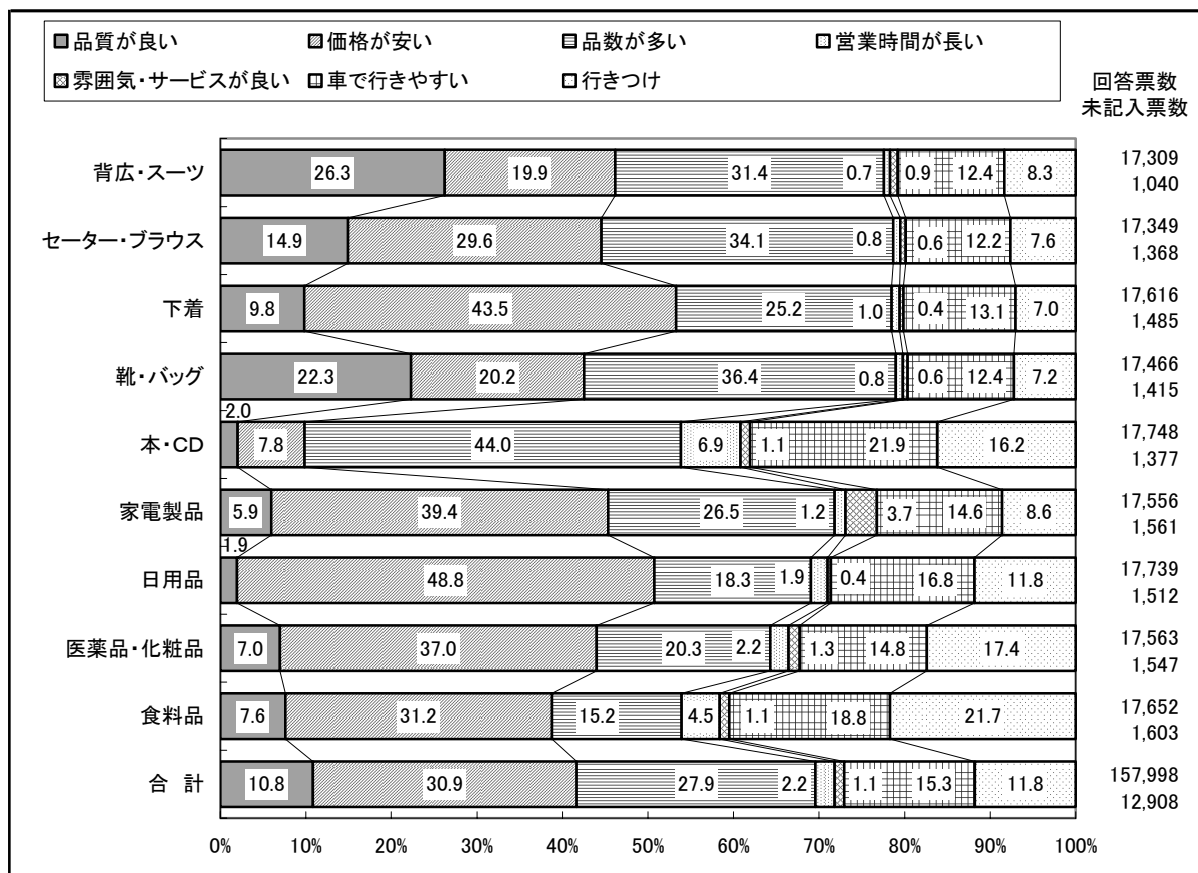 品質が良い 価格が安い 品数が多い 営業時間が長い
雰囲気・サービスが良い 車で行きやすい 行きつけ
回答票数
未記入票数
背広・スーツ 26.3 19.9 31.4 0.7 0.9 12.4 8.3 17,309
1,040
セーター・ブラウス 14.9 29.6 34.1 0.8 0.6 12.2 7.6 17,349
1,368
下着 9.8 43.5 25.2 1.0 0.4 13.1 7.0 17,616
1,485
靴・バッグ 22.3 20.2 36.4 0.8 0.6 12.4 7.2 17,466
1,415
2.0
本・CD 7.8 44.0 6.9 1.1 21.9 16.2 17,748
1,377
家電製品 5.9 39.4 26.5 1.2 3.7 14.6 8.6 17,556
1,561
1.9
日用品 48.8 18.3 1.9 0.4 16.8 11.8 17,739
1,512
医薬品・化粧品 7.0 37.0 20.3 2.2 1.3 14.8 17.4 17,563
1,547
食料品 7.6 31.2 15.2 4.5 1.1 18.8 21.7 17,652
1,603
合 計 10.8 30.9 27.9 2.2 1.1 15.3 11.8 157,998
12,908
0% 10% 20% 30% 40% 50% 60% 70% 80% 90% 100%